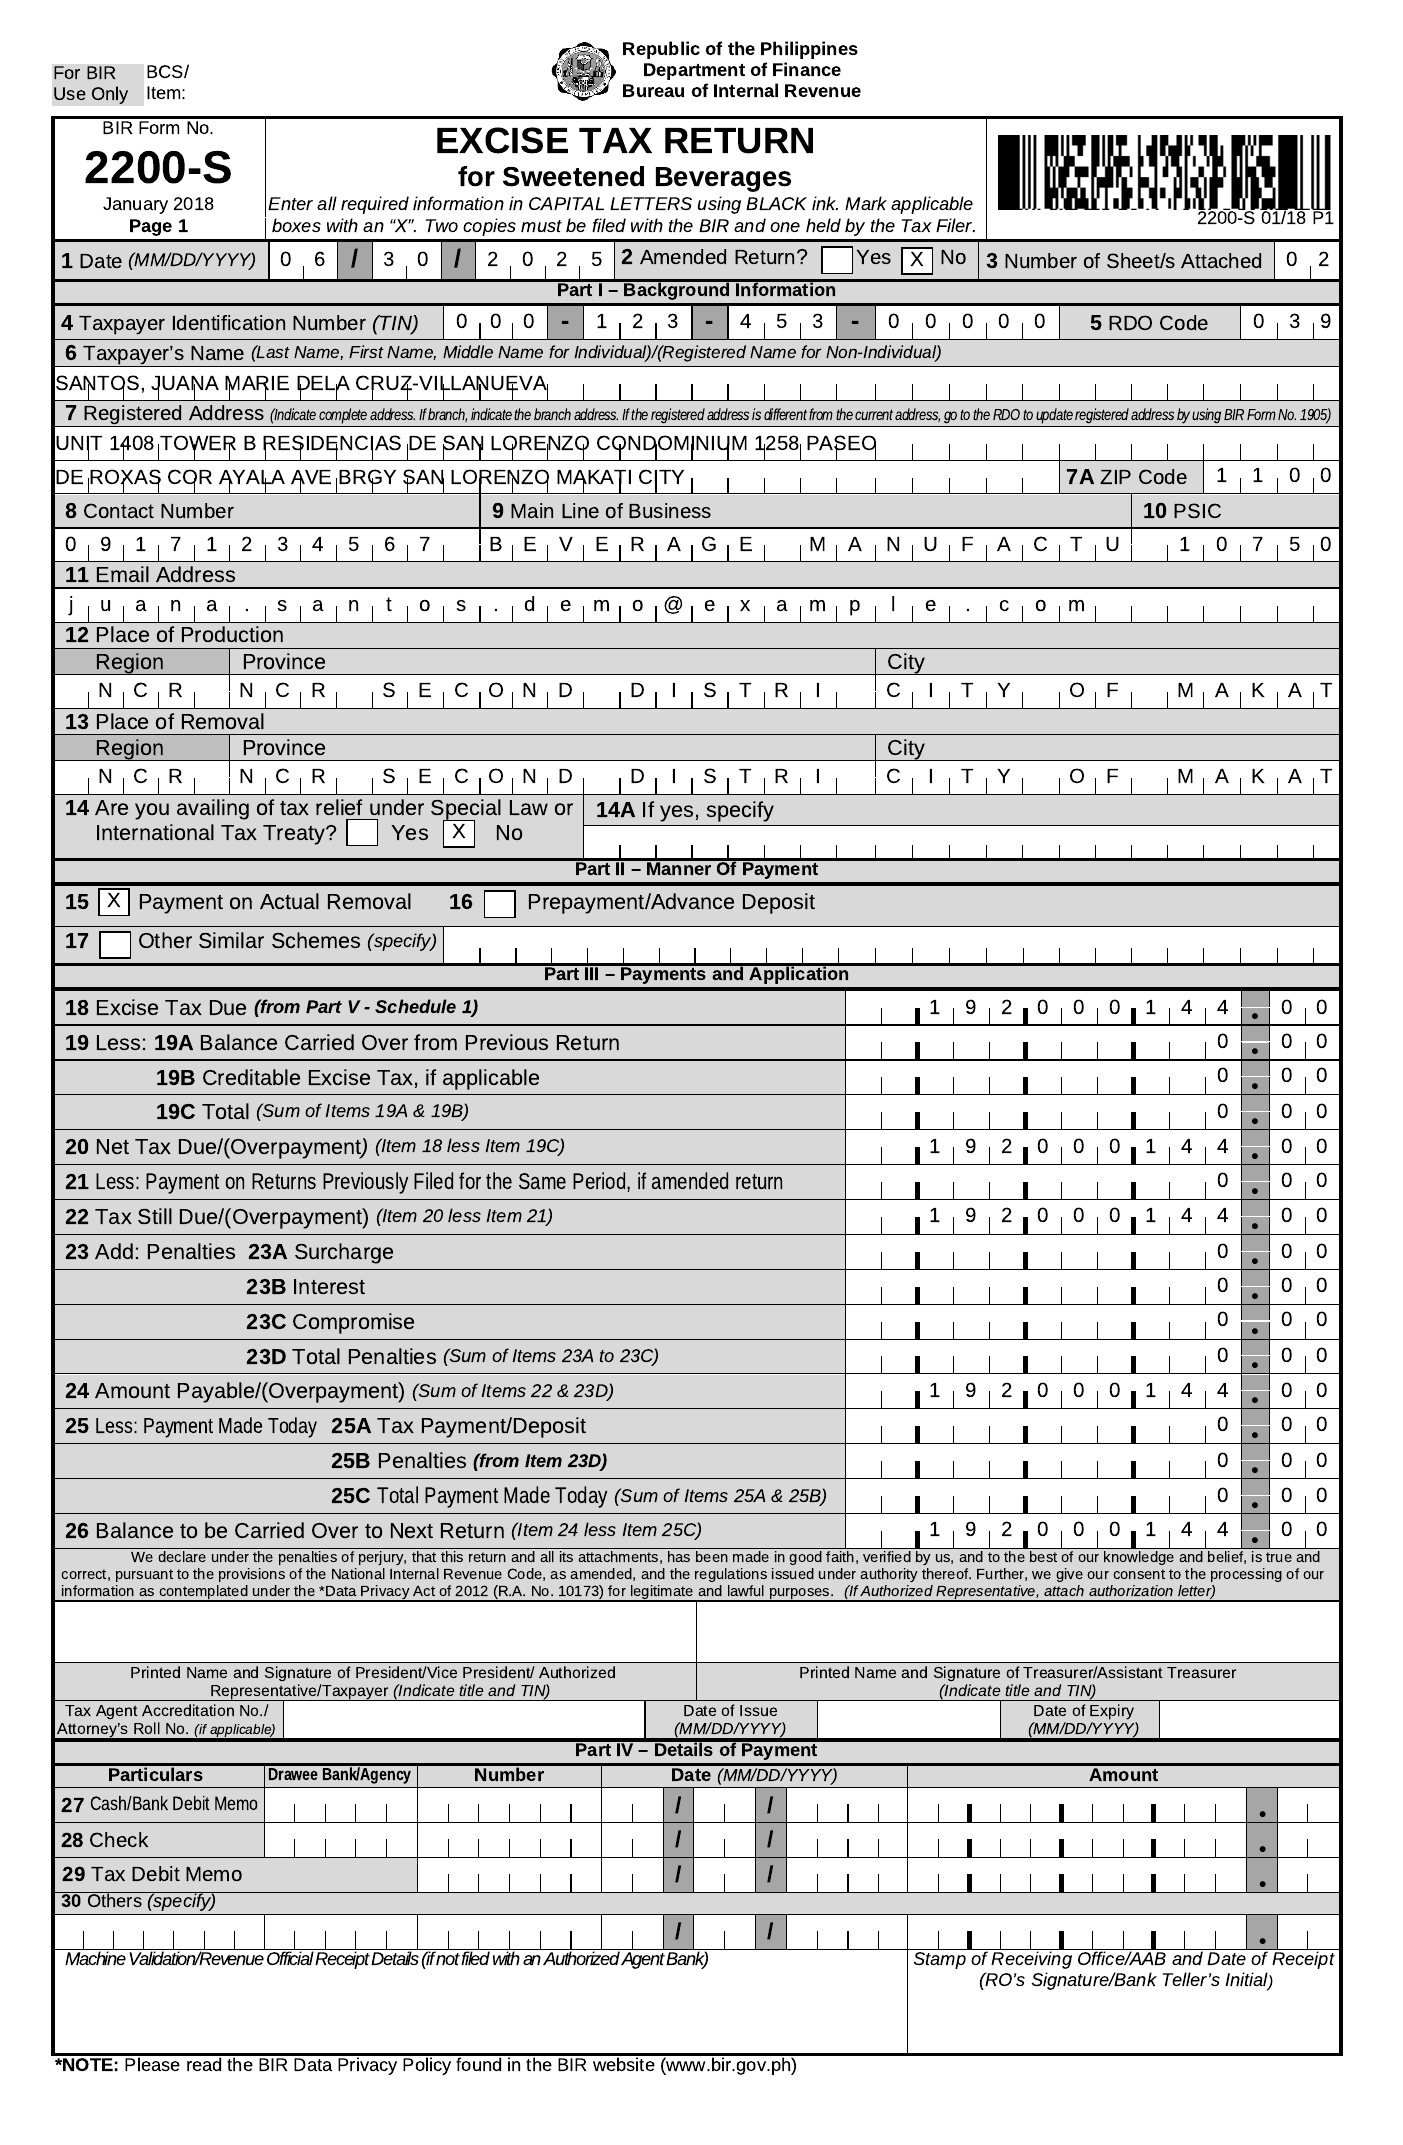 Republic of the Philippines
Department of Finance
Bureau of Internal Revenue
For BIR Use Only
BCS/ Item:
BIR Form No.
2200-S
January 2018
Page 1
EXCISE TAX RETURN
for Sweetened Beverages
Enter all required information in CAPITAL LETTERS using BLACK ink. Mark applicable
boxes with an “X”. Two copies must be filed with the BIR and one held by the Tax Filer.
2200-S 01/18 P1
1 Date (MM/DD/YYYY) 06 / 30 / 2025 2 Amended Return? Yes X No 3 Number of Sheet/s Attached 02
Part I – Background Information
4 Taxpayer Identification Number (TIN) 000 - 123 - 453 - 00000 5 RDO Code 039
6 Taxpayer’s Name (Last Name, First Name, Middle Name for Individual)/(Registered Name for Non-Individual)
SANTOS, JUANA MARIE DELA CRUZ-VILLANUEVA
7 Registered Address (Indicate complete address. If branch, indicate the branch address. If the registered address is different from the current address, go to the RDO to update registered address by using BIR Form No. 1905)
UNIT 1408 TOWER B RESIDENCIAS DE SAN LORENZO CONDOMINIUM 1258 PASEO
DE ROXAS COR AYALA AVE BRGY SAN LORENZO MAKATI CITY 7A ZIP Code 1100
8 Contact Number 9 Main Line of Business 10 PSIC
09171234567 BEVERAGE MANUFACTU 10750
11 Email Address
juana.santos.demo@example.com
12 Place of Production
Region Province City
NCR NCR SECOND DISTRI CITY OF MAKAT
13 Place of Removal
Region Province City
NCR NCR SECOND DISTRI CITY OF MAKAT
14 Are you availing of tax relief under Special Law or 14A If yes, specify
International Tax Treaty? Yes X No
Part II – Manner Of Payment
15 X Payment on Actual Removal 16 Prepayment/Advance Deposit
17 Other Similar Schemes (specify)
Part III – Payments and Application
18 Excise Tax Due (from Part V - Schedule 1) 192000144.00
19 Less: 19A Balance Carried Over from Previous Return 0.00
19B Creditable Excise Tax, if applicable 0.00
19C Total (Sum of Items 19A & 19B) 0.00
20 Net Tax Due/(Overpayment) (Item 18 less Item 19C) 192000144.00
21 Less: Payment on Returns Previously Filed for the Same Period, if amended return 0.00
22 Tax Still Due/(Overpayment) (Item 20 less Item 21) 192000144.00
23 Add: Penalties 23A Surcharge 0.00
23B Interest 0.00
23C Compromise 0.00
23D Total Penalties (Sum of Items 23A to 23C) 0.00
24 Amount Payable/(Overpayment) (Sum of Items 22 & 23D) 192000144.00
25 Less: Payment Made Today 25A Tax Payment/Deposit 0.00
25B Penalties (from Item 23D) 0.00
25C Total Payment Made Today (Sum of Items 25A & 25B) 0.00
26 Balance to be Carried Over to Next Return (Item 24 less Item 25C) 192000144.00
We declare under the penalties of perjury, that this return and all its attachments, has been made in good faith, verified by us, and to the best of our knowledge and belief, is true and
correct, pursuant to the provisions of the National Internal Revenue Code, as amended, and the regulations issued under authority thereof. Further, we give our consent to the processing of our
information as contemplated under the *Data Privacy Act of 2012 (R.A. No. 10173) for legitimate and lawful purposes. (If Authorized Representative, attach authorization letter)
Printed Name and Signature of President/Vice President/ Authorized
Representative/Taxpayer (Indicate title and TIN)
Printed Name and Signature of Treasurer/Assistant Treasurer
(Indicate title and TIN)
Tax Agent Accreditation No./
Attorney’s Roll No. (if applicable)
Date of Issue
(MM/DD/YYYY)
Date of Expiry
(MM/DD/YYYY)
Part IV – Details of Payment
Particulars Drawee Bank/Agency Number Date (MM/DD/YYYY) Amount
27 Cash/Bank Debit Memo / / .
28 Check / / .
29 Tax Debit Memo / / .
30 Others (specify)
/ / .
Machine Validation/Revenue Official Receipt Details (if not filed with an Authorized Agent Bank)
Stamp of Receiving Office/AAB and Date of Receipt
(RO’s Signature/Bank Teller’s Initial)
*NOTE: Please read the BIR Data Privacy Policy found in the BIR website (www.bir.gov.ph)